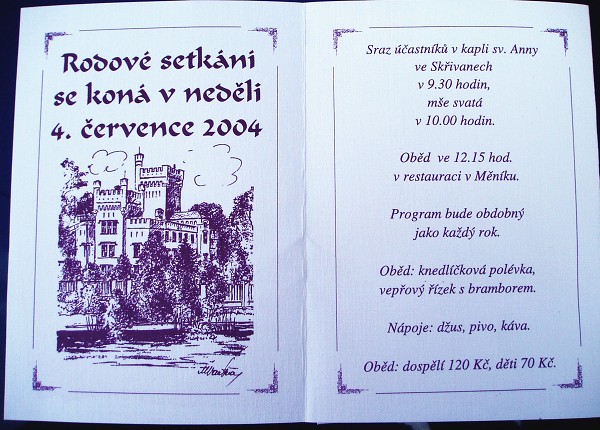 Rodové setkání
se koná v neděli
4. července 2004
Sraz účastníků v kapli sv. Anny
ve Skřivanech
v 9.30 hodin,
mše svatá
v 10.00 hodin.
Oběd ve 12.15 hod.
v restauraci v Měníku.
Program bude obdobný
jako každý rok.
Oběd: knedlíčková polévka,
vepřový řízek s bramborem.
Nápoje: džus, pivo, káva.
Oběd: dospělí 120 Kč, děti 70 Kč.